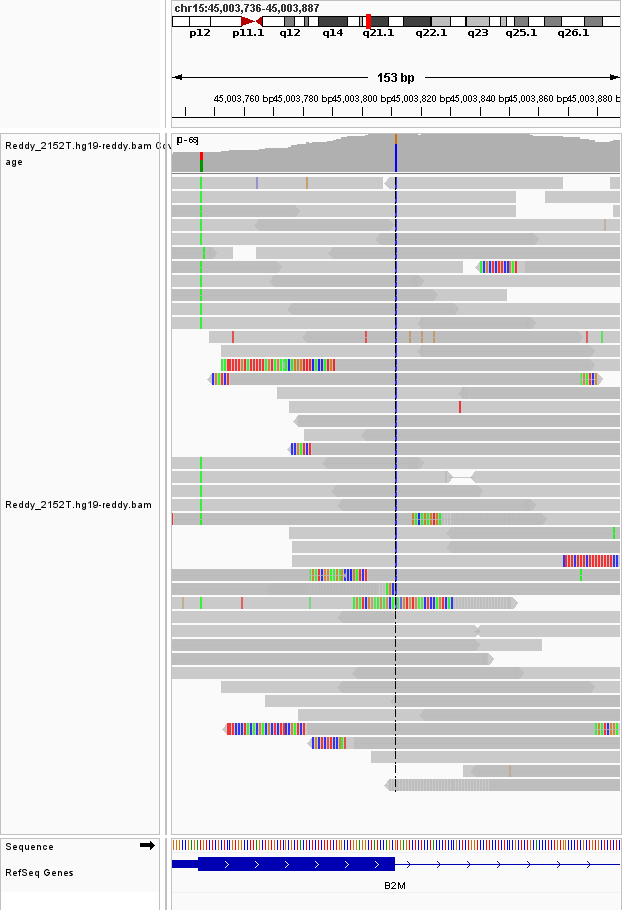 chr15:45,003,736-45,003,887
p12 p11.1 q12 q14 q21.1 q22.1 q23 q25.1 q26.1
153 bp
45,003,760 bp 45,003,780 bp 45,003,800 bp 45,003,820 bp 45,003,840 bp 45,003,860 bp 45,003,880 b
Reddy_2152T.hg19-reddy.bam Cov
age
[0-69]
Reddy_2152T.hg19-reddy.bam
Sequence
RefSeq Genes
B2M